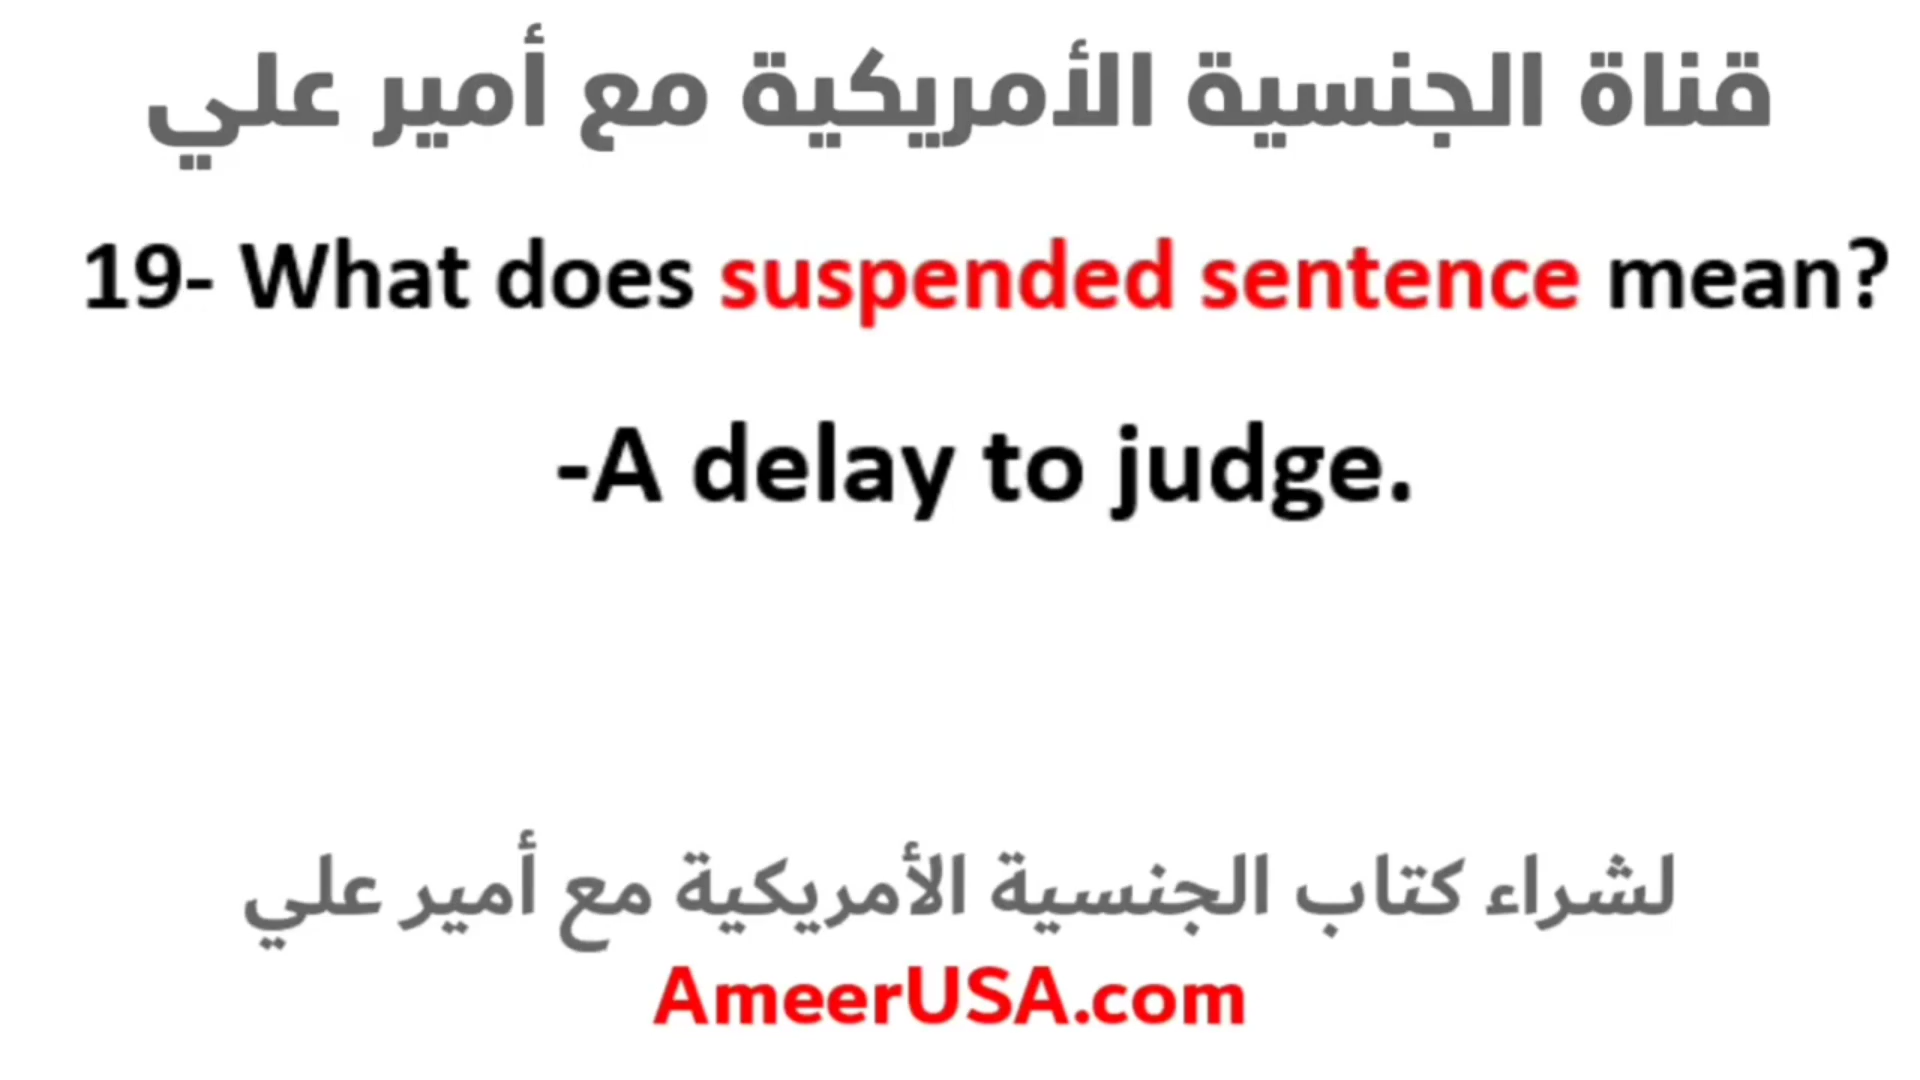 قناة الجنسية الأمريكية مع أمير علي
19- What does suspended sentence mean?
-A delay to judge.
لشراء كتاب الجنسية الأمريكية مع أمير علي
AmeerUSA.com